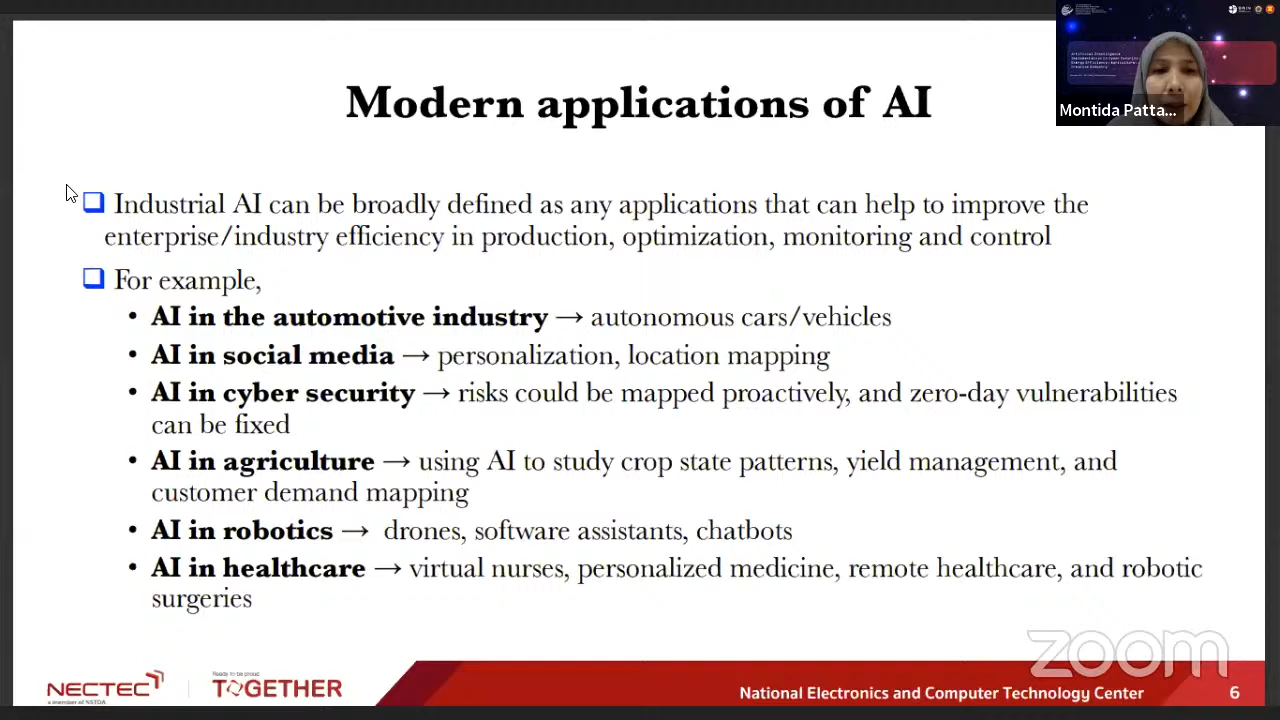 Modern applications of AI
Montida Patta...
❑ Industrial AI can be broadly defined as any applications that can help to improve the
enterprise/industry efficiency in production, optimization, monitoring and control
❑ For example,
• AI in the automotive industry → autonomous cars/vehicles
• AI in social media → personalization, location mapping
• AI in cyber security → risks could be mapped proactively, and zero-day vulnerabilities
can be fixed
• AI in agriculture → using AI to study crop state patterns, yield management, and
customer demand mapping
• AI in robotics → drones, software assistants, chatbots
• AI in healthcare → virtual nurses, personalized medicine, remote healthcare, and robotic
surgeries
zoom
NECTEC
a member of NSTDA
Ready to be proud
TOGETHER
National Electronics and Computer Technology Center
6